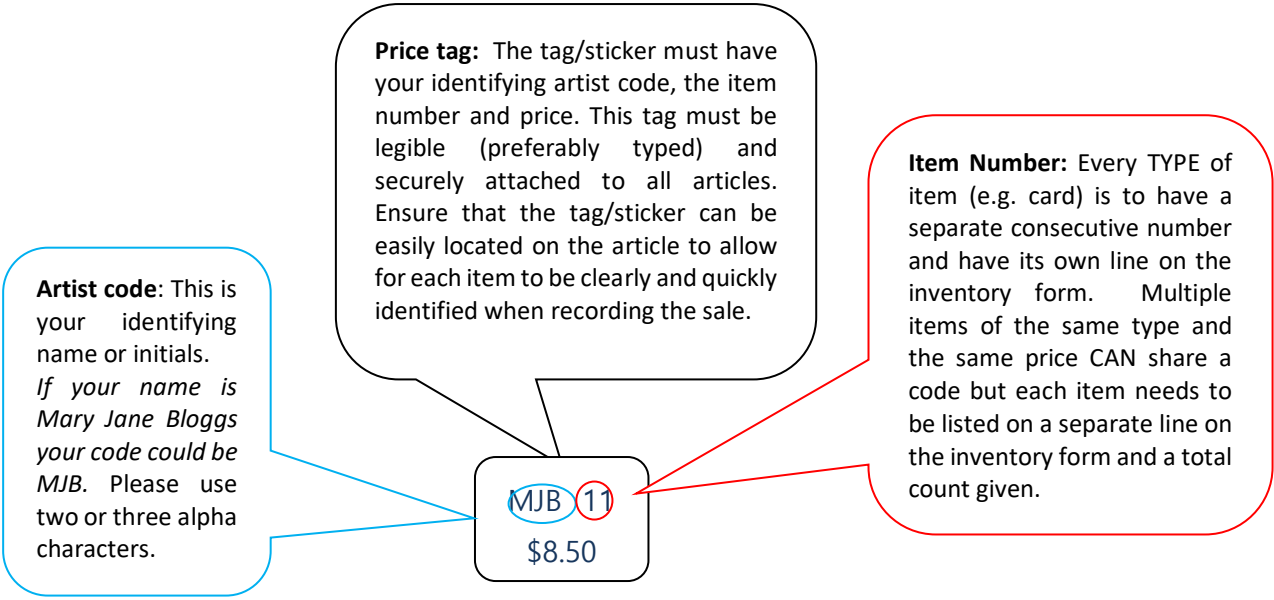 Price tag: The tag/sticker must have
your identifying artist code, the item
number and price. This tag must be
legible (preferably typed) and
securely attached to all articles.
Ensure that the tag/sticker can be
easily located on the article to allow
for each item to be clearly and quickly
identified when recording the sale.
Item Number: Every TYPE of
item (e.g. card) is to have a
separate consecutive number
and have its own line on the
inventory form. Multiple
items of the same type and
the same price CAN share a
code but each item needs to
be listed on a separate line on
the inventory form and a total
count given.
Artist code: This is
your identifying
name or initials.
If your name is
Mary Jane Bloggs
your code could be
MJB. Please use
two or three alpha
characters.
MJB 11
$8.50